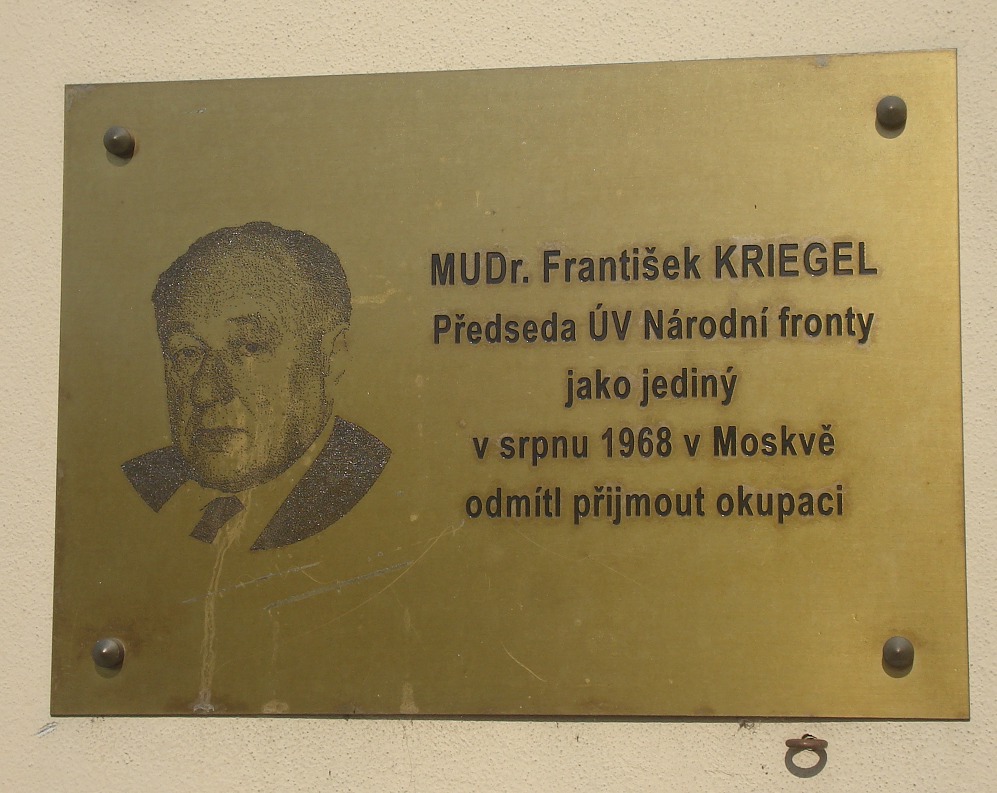 MUDr. František KRIEGEL
Předseda ÚV Národní fronty
jako jediný
v srpnu 1968 v Moskvě
odmítl přijmout okupaci